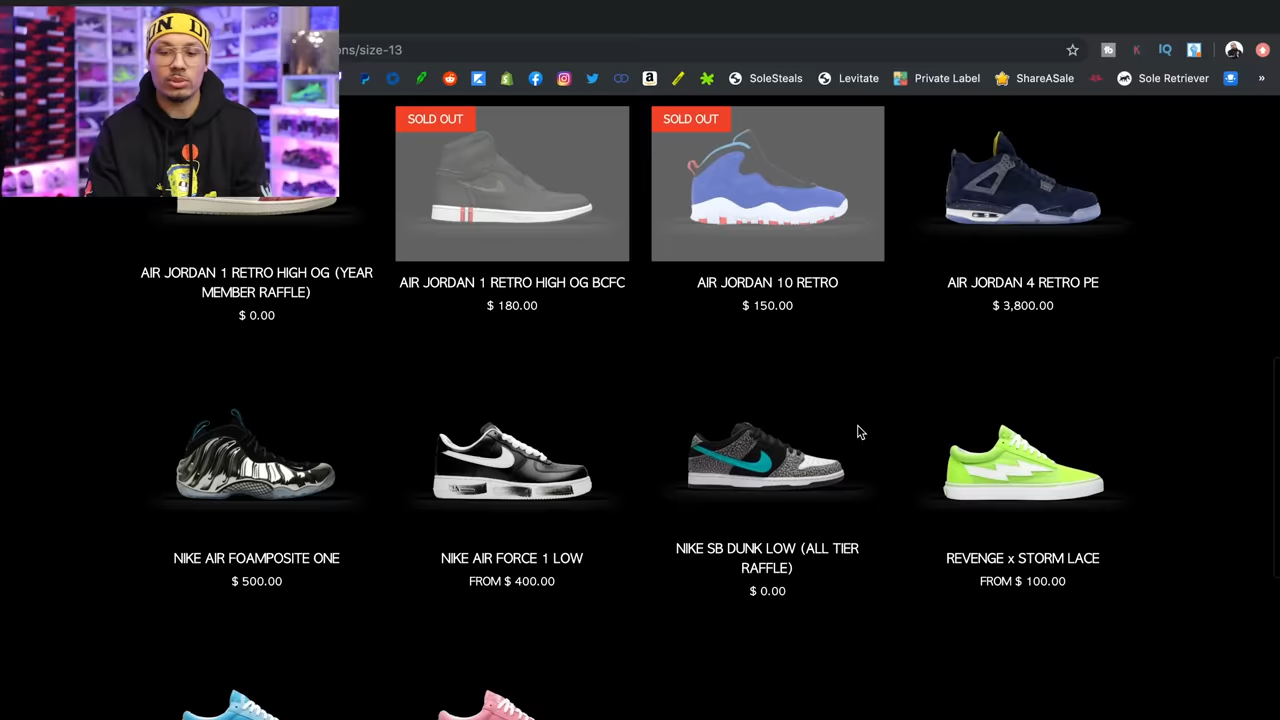 ons/size-13
SoleSteals
Levitate
Private Label
ShareASale
Sole Retriever
SOLD OUT
SOLD OUT
AIR JORDAN 1 RETRO HIGH OG (YEAR
MEMBER RAFFLE)
$ 0.00
AIR JORDAN 1 RETRO HIGH OG BCFC
$ 180.00
AIR JORDAN 10 RETRO
$ 150.00
AIR JORDAN 4 RETRO PE
$ 3,800.00
NIKE AIR FOAMPOSITE ONE
$ 500.00
NIKE AIR FORCE 1 LOW
FROM $ 400.00
NIKE SB DUNK LOW (ALL TIER
RAFFLE)
$ 0.00
REVENGE x STORM LACE
FROM $ 100.00